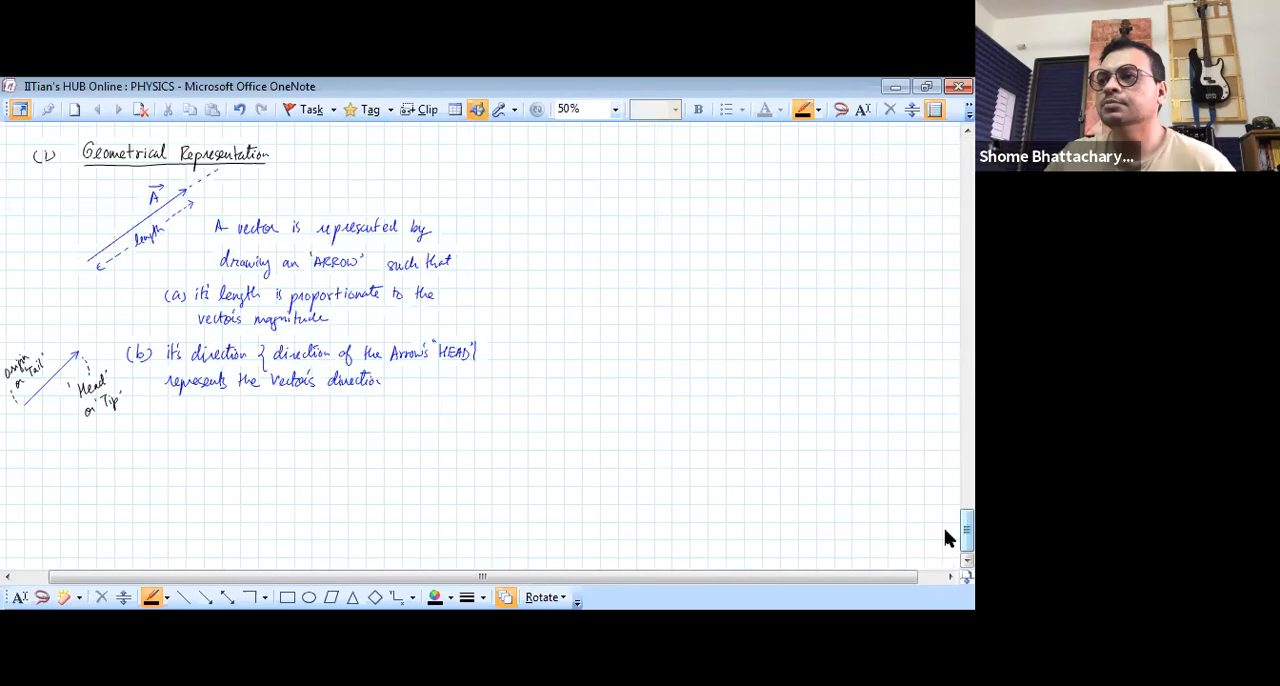 IITian's HUB Online : PHYSICS - Microsoft Office OneNote
Task Tag Clip 50% B A A
Shome Bhattachary...
(1) Geometrical Representation
A
length
A vector is represented by
drawing an 'ARROW' such that
(a) it's length is proportionate to the
vector's magnitude
(b) it's direction { direction of the Arrow's "HEAD" }
represents the Vector's direction
origin
or 'Tail'
'Head'
or 'Tip'
A Rotate